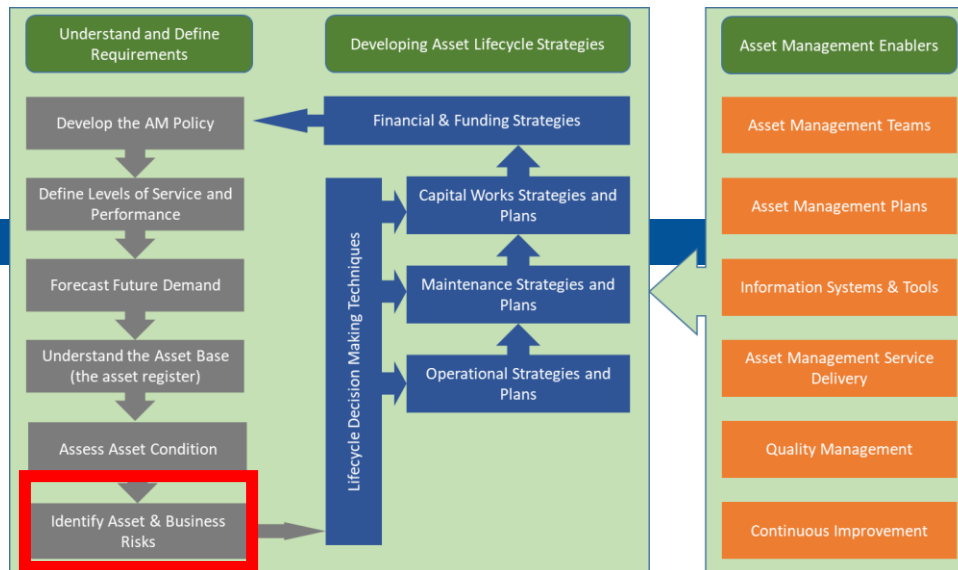 Understand and Define
Requirements
Develop the AM Policy
Define Levels of Service and
Performance
Forecast Future Demand
Understand the Asset Base
(the asset register)
Assess Asset Condition
Identify Asset & Business
Risks
Developing Asset Lifecycle Strategies
Financial & Funding Strategies
Lifecycle Decision Making Techniques
Capital Works Strategies and
Plans
Maintenance Strategies and
Plans
Operational Strategies and
Plans
Asset Management Enablers
Asset Management Teams
Asset Management Plans
Information Systems & Tools
Asset Management Service
Delivery
Quality Management
Continuous Improvement